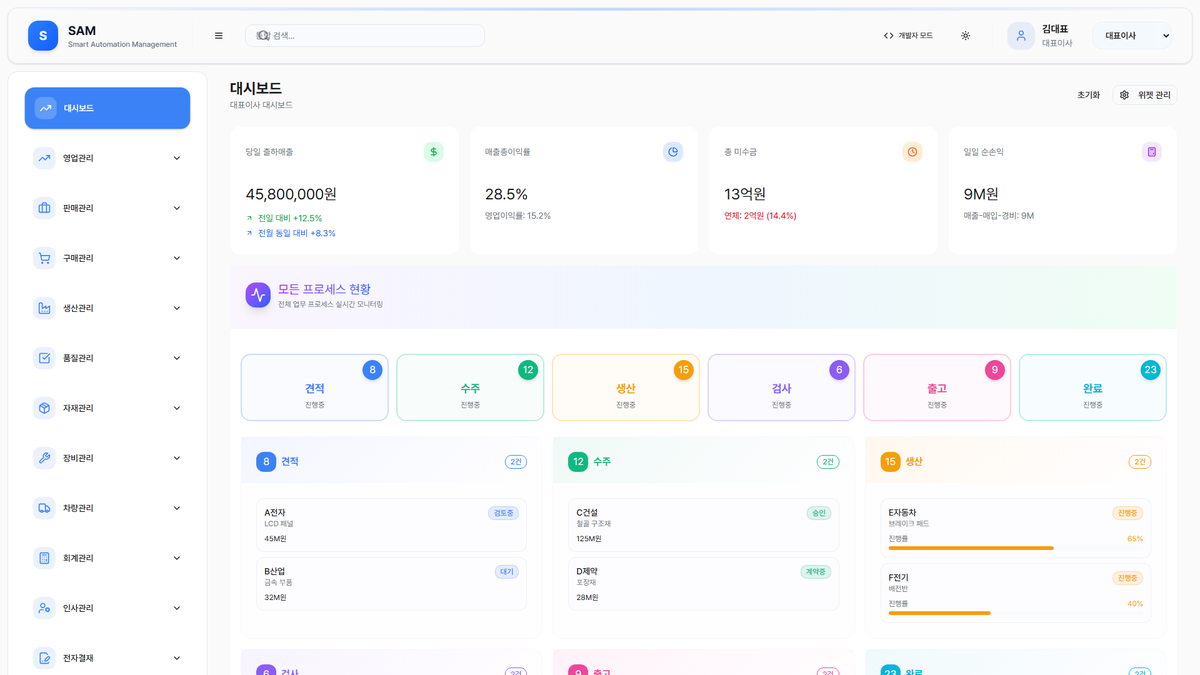 S
SAM
Smart Automation Management
검색...
개발자 모드
김대표
대표이사
대표이사
대시보드
영업관리
판매관리
구매관리
생산관리
품질관리
자재관리
장비관리
차량관리
회계관리
인사관리
전자결재
대시보드
대표이사 대시보드
초기화
위젯 관리
당일 출하매출
45,800,000원
전일 대비 +12.5%
전월 동일 대비 +8.3%
매출총이익률
28.5%
영업이익률: 15.2%
총 미수금
13억원
연체: 2억원 (14.4%)
일일 순손익
9M원
매출-매입-경비: 9M
모든 프로세스 현황
전체 업무 프로세스 실시간 모니터링
8
견적
진행중
12
수주
진행중
15
생산
진행중
6
검사
진행중
9
출고
진행중
23
완료
진행중
8 견적 2건
A전자 검토중
LCD 패널
45M원
B산업 대기
금속 부품
32M원
12 수주 2건
C건설 승인
철골 구조재
125M원
D제약 계약중
포장재
28M원
15 생산 2건
E자동차 진행중
브레이크 패드
진행률 65%
F전기 진행중
배전반
진행률 40%
6 검사 2건
9 출고 2건
23 완료 2건